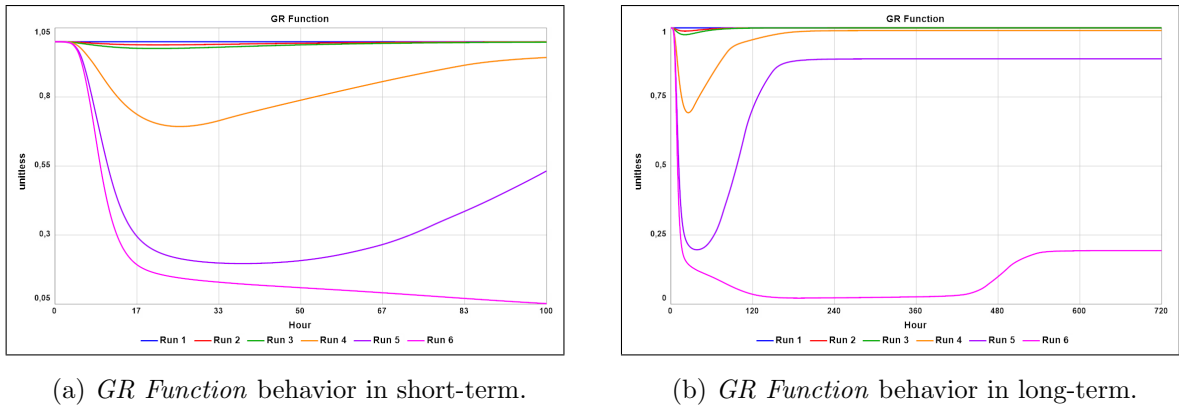 GR Function
1,05
0,8
0,55
0,3
0,05
unitless
0 17 33 50 67 83 100
Hour
Run 1 Run 2 Run 3 Run 4 Run 5 Run 6
(a) GR Function behavior in short-term.
GR Function
1
0,75
0,5
0,25
0
unitless
0 120 240 360 480 600 720
Hour
Run 1 Run 2 Run 3 Run 4 Run 5 Run 6
(b) GR Function behavior in long-term.